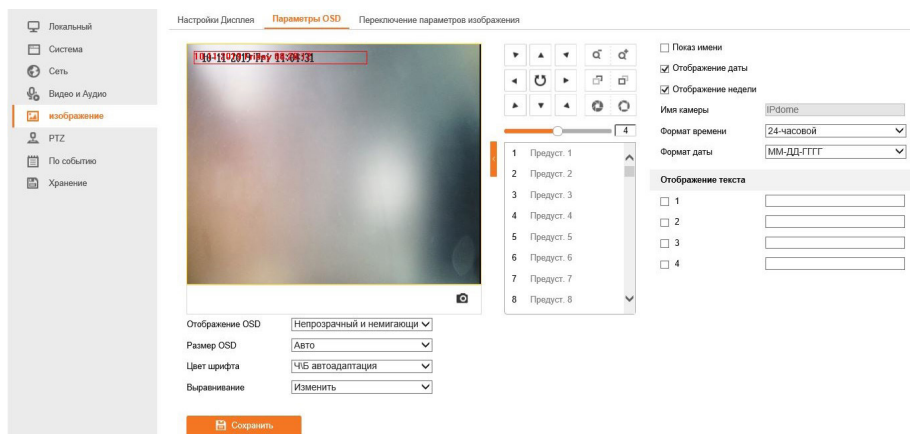 Локальный
Система
Сеть
Видео и Аудио
изображение
PTZ
По событию
Хранение
Настройки Дисплея Параметры OSD Переключение параметров изображения
4
1 Предуст. 1
2 Предуст. 2
3 Предуст. 3
4 Предуст. 4
5 Предуст. 5
6 Предуст. 6
7 Предуст. 7
8 Предуст. 8
Отображение OSD Непрозрачный и немигающи
Размер OSD Авто
Цвет шрифта Ч\Б автоадаптация
Выравнивание Изменить
Сохранить
Показ имени
Отображение даты
Отображение недели
Имя камеры IPdome
Формат времени 24-часовой
Формат даты ММ-ДД-ГГГГ
Отображение текста
1
2
3
4